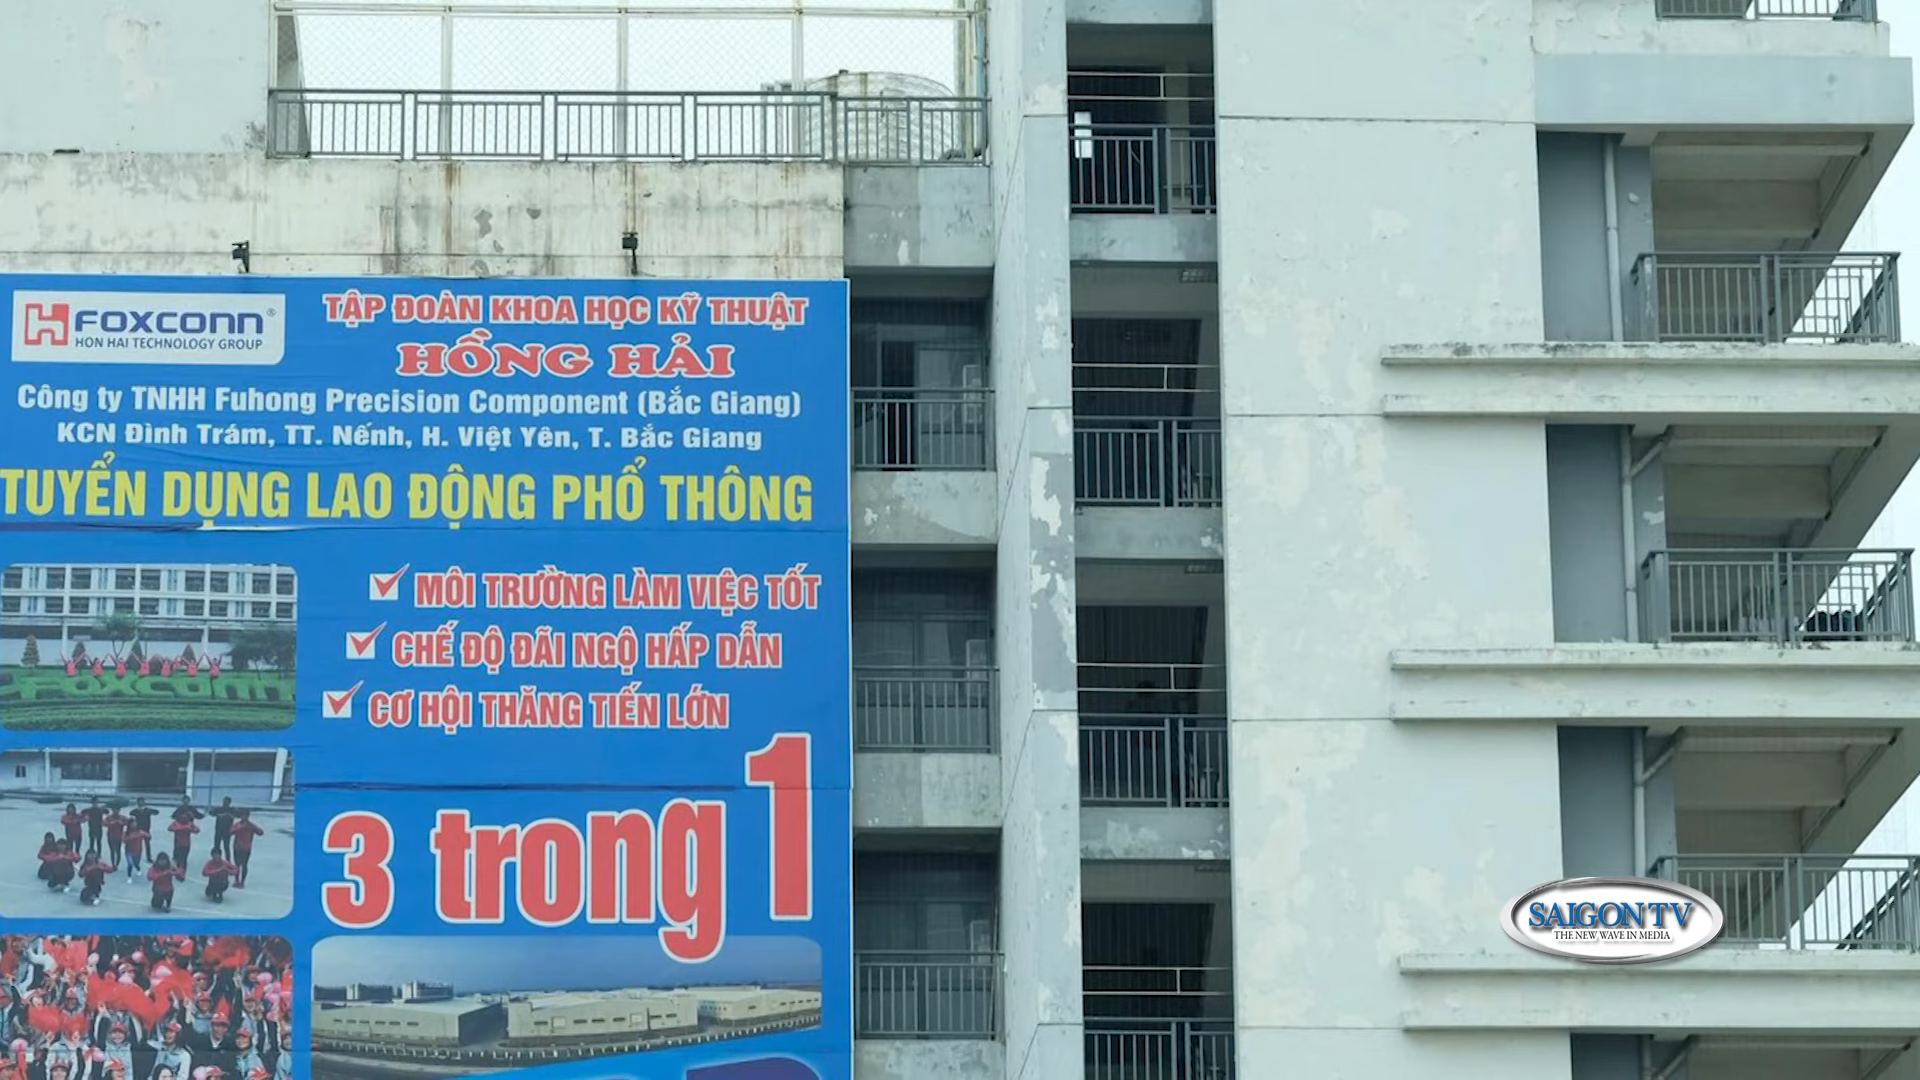 FOXCONN®
HON HAI TECHNOLOGY GROUP
TẬP ĐOÀN KHOA HỌC KỸ THUẬT
HỒNG HẢI
Công ty TNHH Fuhong Precision Component (Bắc Giang)
KCN Đình Trám, TT. Nếnh, H. Việt Yên, T. Bắc Giang
TUYỂN DỤNG LAO ĐỘNG PHỔ THÔNG
MÔI TRƯỜNG LÀM VIỆC TỐT
CHẾ ĐỘ ĐÃI NGỘ HẤP DẪN
CƠ HỘI THĂNG TIẾN LỚN
FOXCONN
3 trong 1
SAIGON TV
THE NEW WAVE IN MEDIA